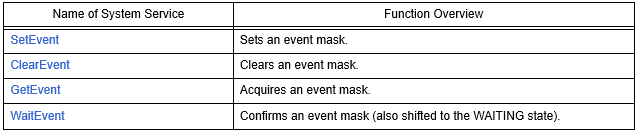 Name of System Service Function Overview
SetEvent Sets an event mask.
ClearEvent Clears an event mask.
GetEvent Acquires an event mask.
WaitEvent Confirms an event mask (also shifted to the WAITING state).